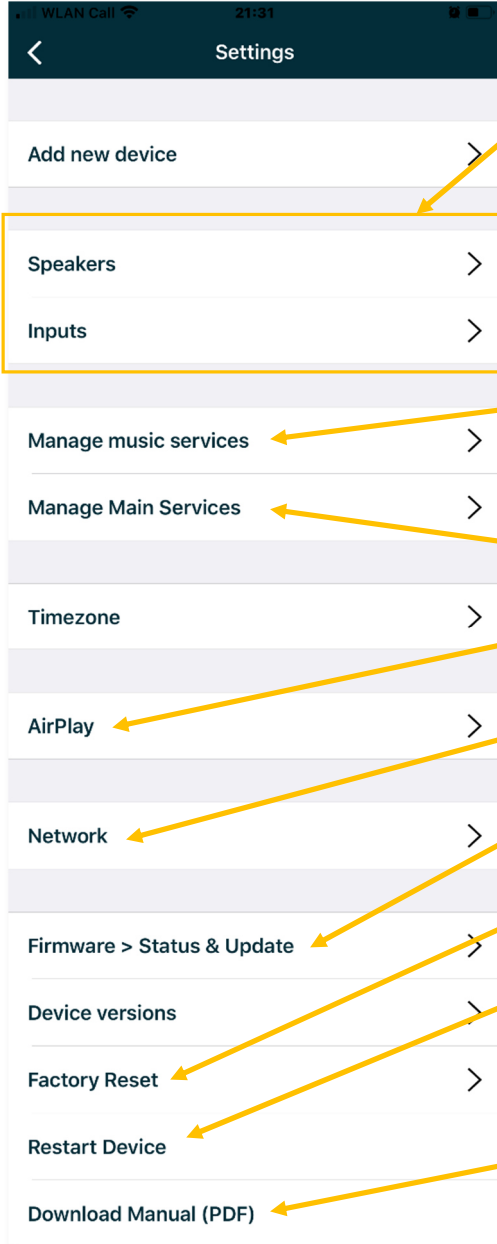 WLAN Call 21:31
Settings
Add new device
Speakers
Inputs
Manage music services
Manage Main Services
Timezone
AirPlay
Network
Firmware > Status & Update
Device versions
Factory Reset
Restart Device
Download Manual (PDF)